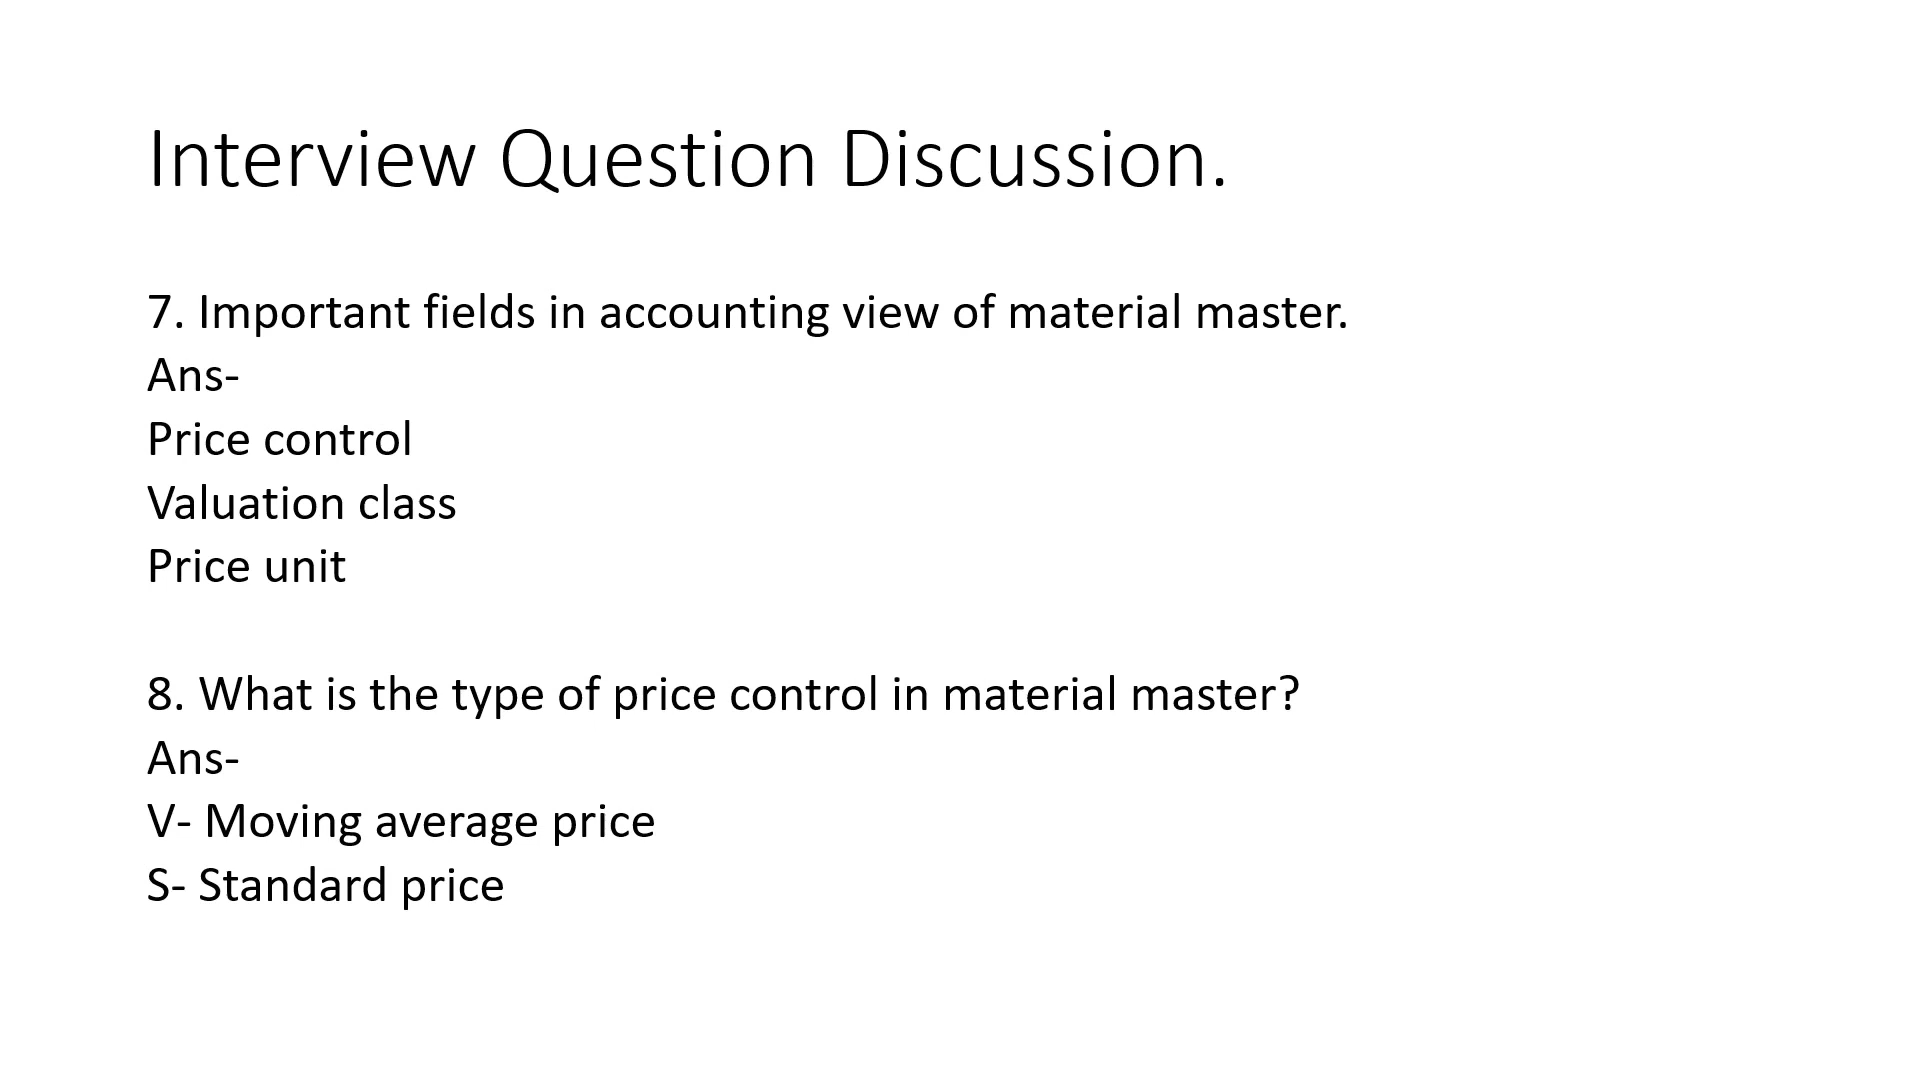 Interview Question Discussion.
7. Important fields in accounting view of material master.
Ans-
Price control
Valuation class
Price unit
8. What is the type of price control in material master?
Ans-
V- Moving average price
S- Standard price